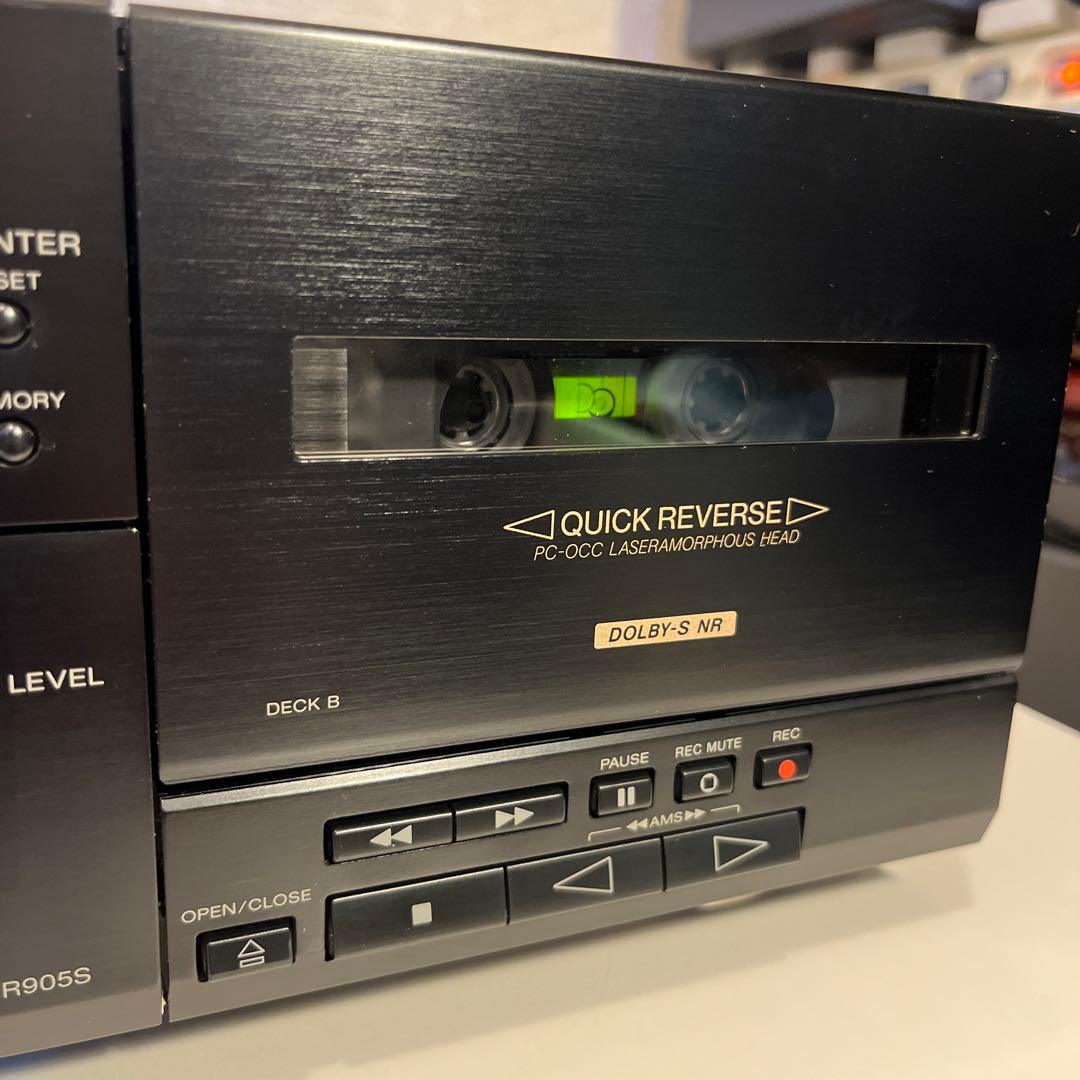 NTER
SET
MORY
LEVEL
R905S
QUICK REVERSE
PC-OCC LASERAMORPHOUS HEAD
DOLBY-S NR
DECK B
PAUSE
REC MUTE
REC
AMS
OPEN/CLOSE